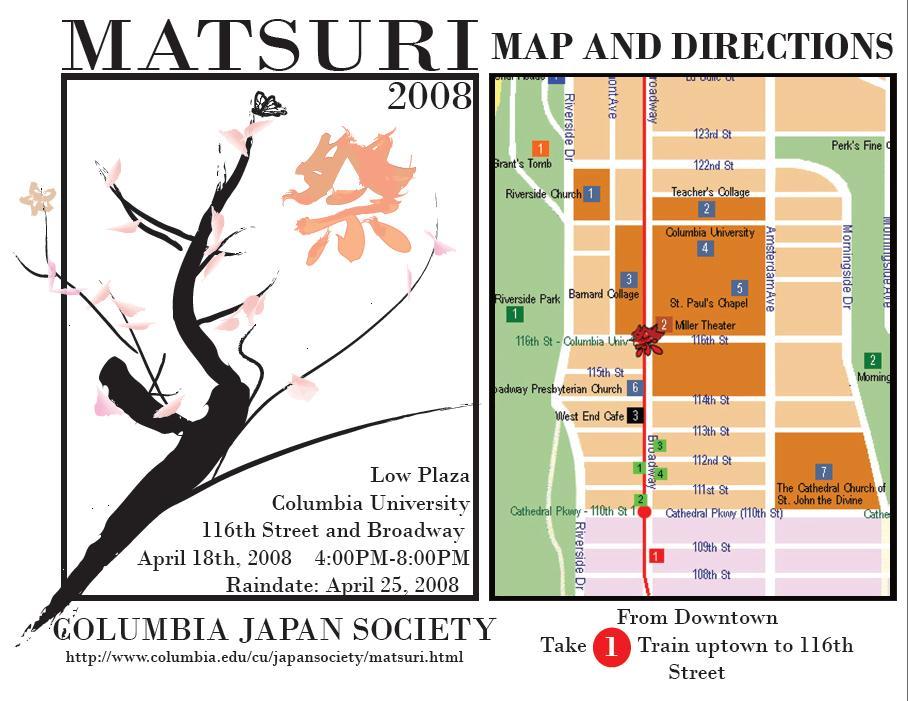 MATSURI
2008
祭
Low Plaza
Columbia University
116th Street and Broadway
April 18th, 2008 4:00PM-8:00PM
Raindate: April 25, 2008
COLUMBIA JAPAN SOCIETY
http://www.columbia.edu/cu/japansociety/matsuri.html
MAP AND DIRECTIONS
Riverside Dr
Broadway
123rd St
Perk's Fine
1
Grant's Tomb
122nd St
Riverside Church 1
Teacher's Collage
2
Columbia University
4
Amsterdam Ave
Morningside Dr
Morningside Ave
3
Barnard Collage
5
St. Paul's Chapel
Riverside Park
1
2 Miller Theater
116th St - Columbia Univ
116th St
2
Morning
115th St
adway Presbyterian Church 6
114th St
West End Cafe 3
113th St
Broadway
3
112th St
1
4
7
111st St
The Cathedral Church of
St. John the Divine
2
Cathedral Pkwy - 110th St 1
Cathedral Pkwy (110th St)
Cathe
Riverside Dr
109th St
1
108th St
From Downtown
Take 1 Train uptown to 116th
Street